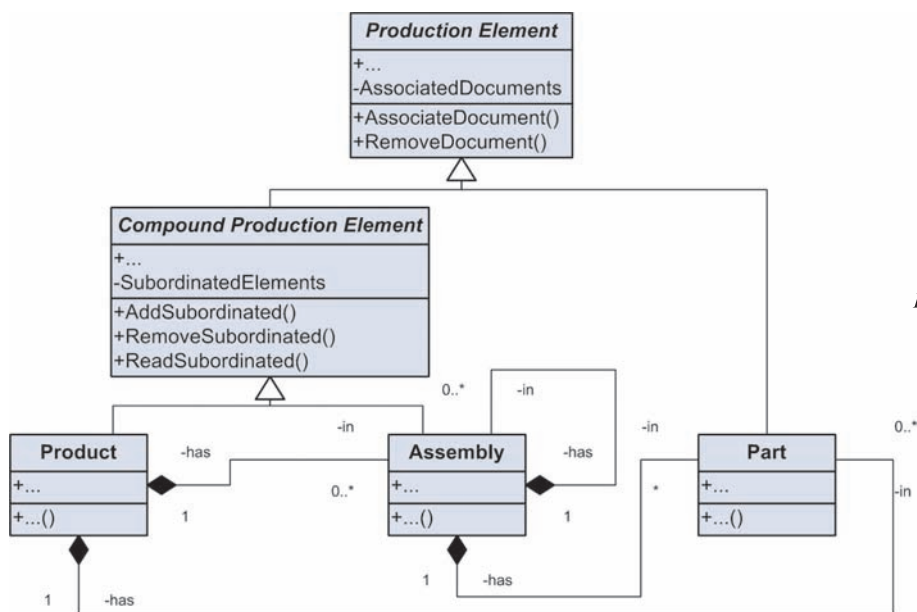 Production Element
+...
-AssociatedDocuments
+AssociateDocument()
+RemoveDocument()
Compound Production Element
+...
-SubordinatedElements
+AddSubordinated()
+RemoveSubordinated()
+ReadSubordinated()
0..*
-in
-in
-in
0..*
Product
-has
Assembly
-has
Part
+...
+...
+...
-in
1
0..*
1
*
+...()
+...()
+...()
1
-has
1
-has